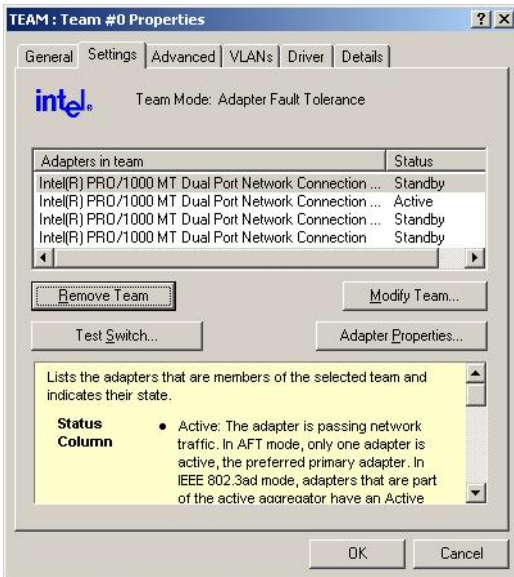 TEAM : Team #0 Properties
General Settings Advanced VLANs Driver Details
intel® Team Mode: Adapter Fault Tolerance
Adapters in team Status
Intel(R) PRO/1000 MT Dual Port Network Connection ... Standby
Intel(R) PRO/1000 MT Dual Port Network Connection ... Active
Intel(R) PRO/1000 MT Dual Port Network Connection ... Standby
Intel(R) PRO/1000 MT Dual Port Network Connection Standby
Remove Team Modify Team...
Test Switch... Adapter Properties...
Lists the adapters that are members of the selected team and
indicates their state.
Status • Active: The adapter is passing network
Column traffic. In AFT mode, only one adapter is
active, the preferred primary adapter. In
IEEE 802.3ad mode, adapters that are part
of the active aggregator have an Active
OK Cancel